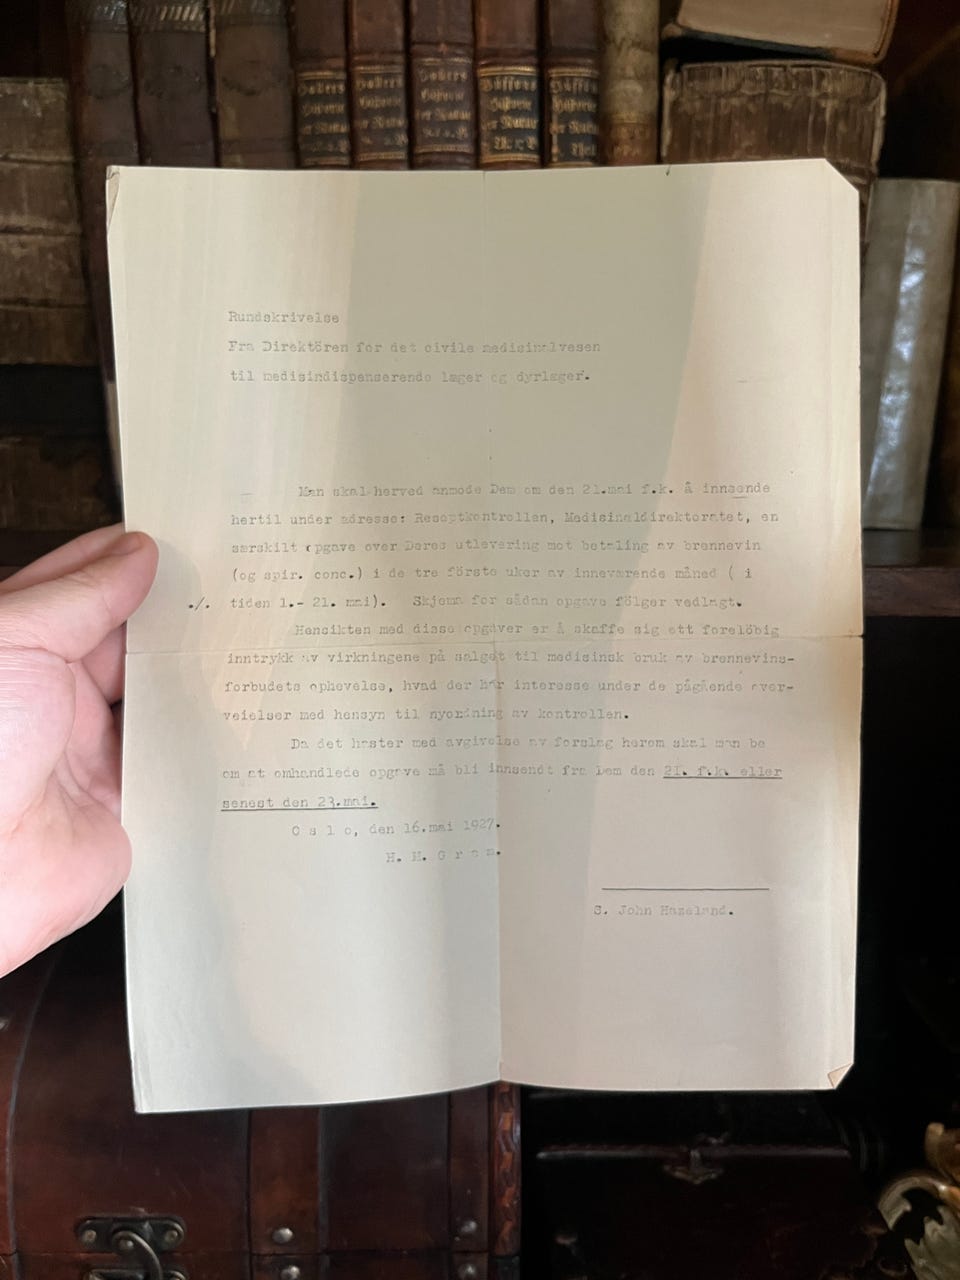 Büffons
Rundskrivelse
Fra Direktören for det civile medisinalvesen
til medisindispenserende læger og dyrlæger.
Man skal herved anmode Dem om den 21.mai f.k. å innsende
hertil under adresse: Reseptkontrollen, Medisinaldirektoratet, en
særskilt opgave over Deres utlevering mot betaling av brennevin
(og spir. conc.) i de tre förste uker av inneværende måned ( i
./. tiden 1.- 21. mai). Skjema for sådan opgave fölger vedlagt.
Hensikten med disse opgaver er å skaffe sig ett forelöbig
inntrykk av virkningene på salget til medisinsk bruk av brennevins-
forbudets ophevelse, hvad der har interesse under de pågående over-
veielser med hensyn til nyordning av kontrollen.
Da det haster med avgivelse av forslag herom skal man be
om at omhandlede opgave må bli innsendt fra Dem den 21. f.k. eller
senest den 23.mai.
O s l o, den 16.mai 1927.
H. M. G r a m.
S. John Hazeland.